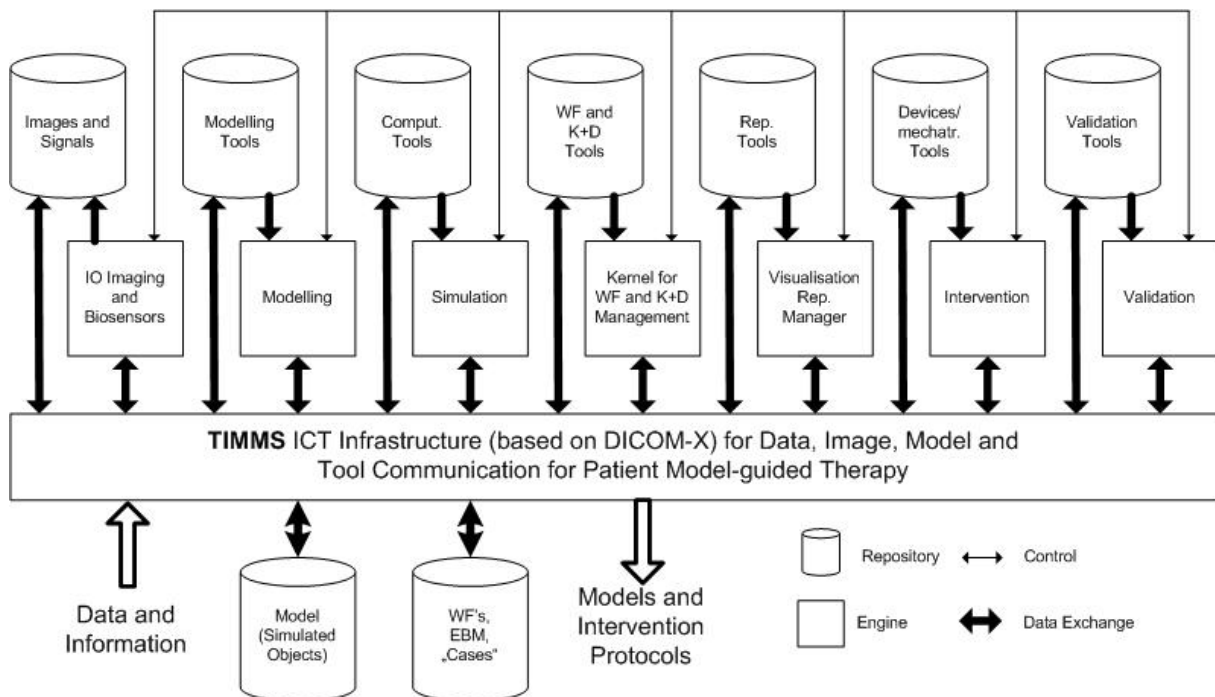 Images and
Signals
Modelling
Tools
Comput.
Tools
WF and
K+D
Tools
Rep.
Tools
Devices/
mechatr.
Tools
Validation
Tools
IO Imaging
and
Biosensors
Modelling
Simulation
Kernel for
WF and K+D
Management
Visualisation
Rep.
Manager
Intervention
Validation
TIMMS ICT Infrastructure (based on DICOM-X) for Data, Image, Model and
Tool Communication for Patient Model-guided Therapy
Data and
Information
Model
(Simulated
Objects)
WF's,
EBM,
„Cases“
Models and
Intervention
Protocols
Repository
Control
Engine
Data Exchange